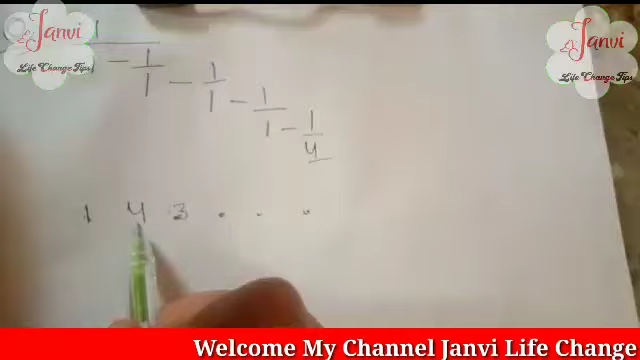 Janvi Janvi
Life Change Tips Life Change Tips
1
- 1/1 - 1/1 - 1/1 - 1/4
1 4 3 . . .
Welcome My Channel Janvi Life Change